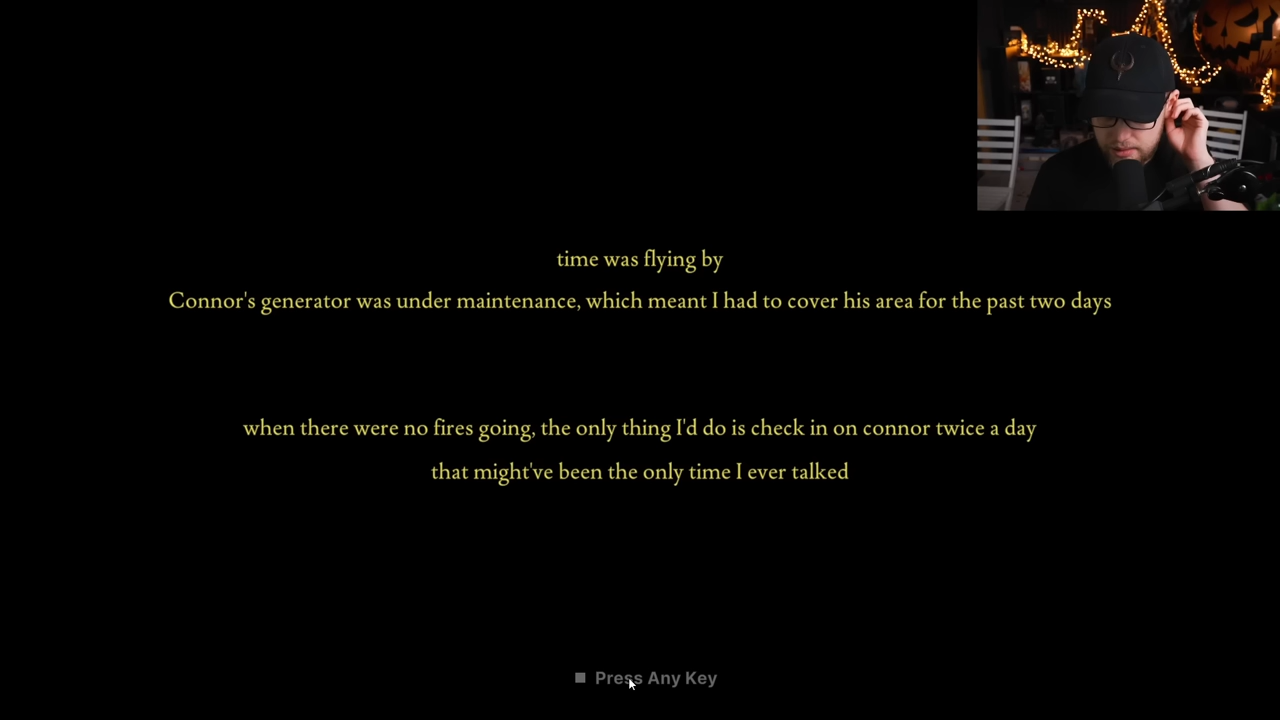 time was flying by
Connor's generator was under maintenance, which meant I had to cover his area for the past two days
when there were no fires going, the only thing I'd do is check in on connor twice a day
that might've been the only time I ever talked
Press Any Key